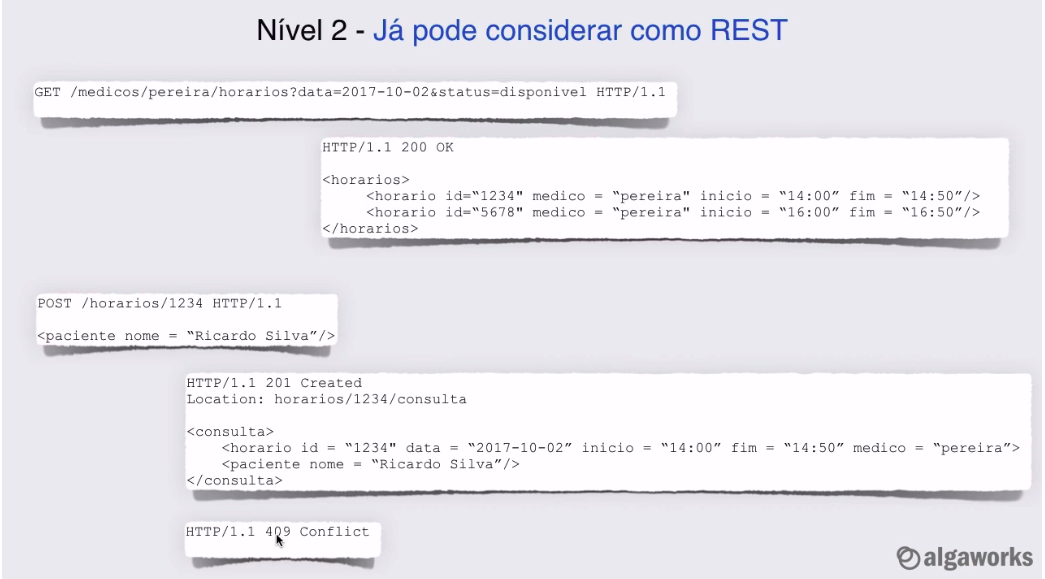 Nível 2 - Já pode considerar como REST
GET /medicos/pereira/horarios?data=2017-10-02&status=disponivel HTTP/1.1
HTTP/1.1 200 OK
<horarios>
<horario id=“1234" medico = “pereira" inicio = “14:00” fim = “14:50”/>
<horario id=“5678" medico = “pereira" inicio = “16:00” fim = “16:50”/>
</horarios>
POST /horarios/1234 HTTP/1.1
<paciente nome = “Ricardo Silva”/>
HTTP/1.1 201 Created
Location: horarios/1234/consulta
<consulta>
<horario id = “1234" data = “2017-10-02” inicio = “14:00” fim = “14:50” medico = “pereira”>
<paciente nome = “Ricardo Silva”/>
</consulta>
HTTP/1.1 409 Conflict
algaworks